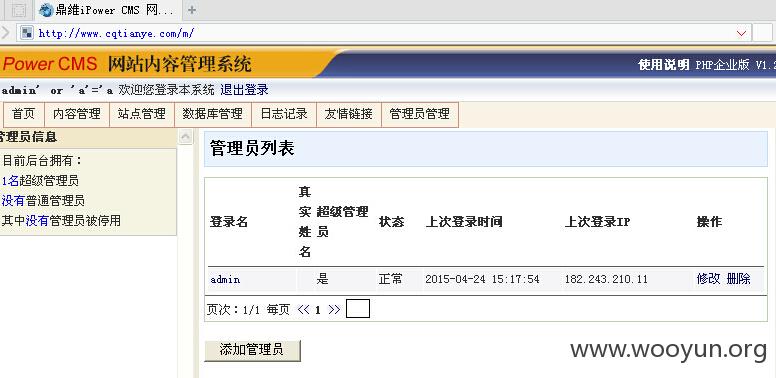 鼎维iPower CMS 网...
http://www.cqtianye.com/m/
Power CMS 网站内容管理系统
使用说明 PHP企业版 V1.2
admin' or 'a'='a 欢迎您登录本系统 退出登录
首页 内容管理 站点管理 数据库管理 日志记录 友情链接 管理员管理
管理员信息
目前后台拥有：
1名超级管理员
没有普通管理员
其中没有管理员被停用
管理员列表
登录名 真实姓名 超级管理员 状态 上次登录时间 上次登录IP 操作
admin 是 正常 2015-04-24 15:17:54 182.243.210.11 修改 删除
页次：1/1 每页 << 1 >>
添加管理员
www.wooyun.org